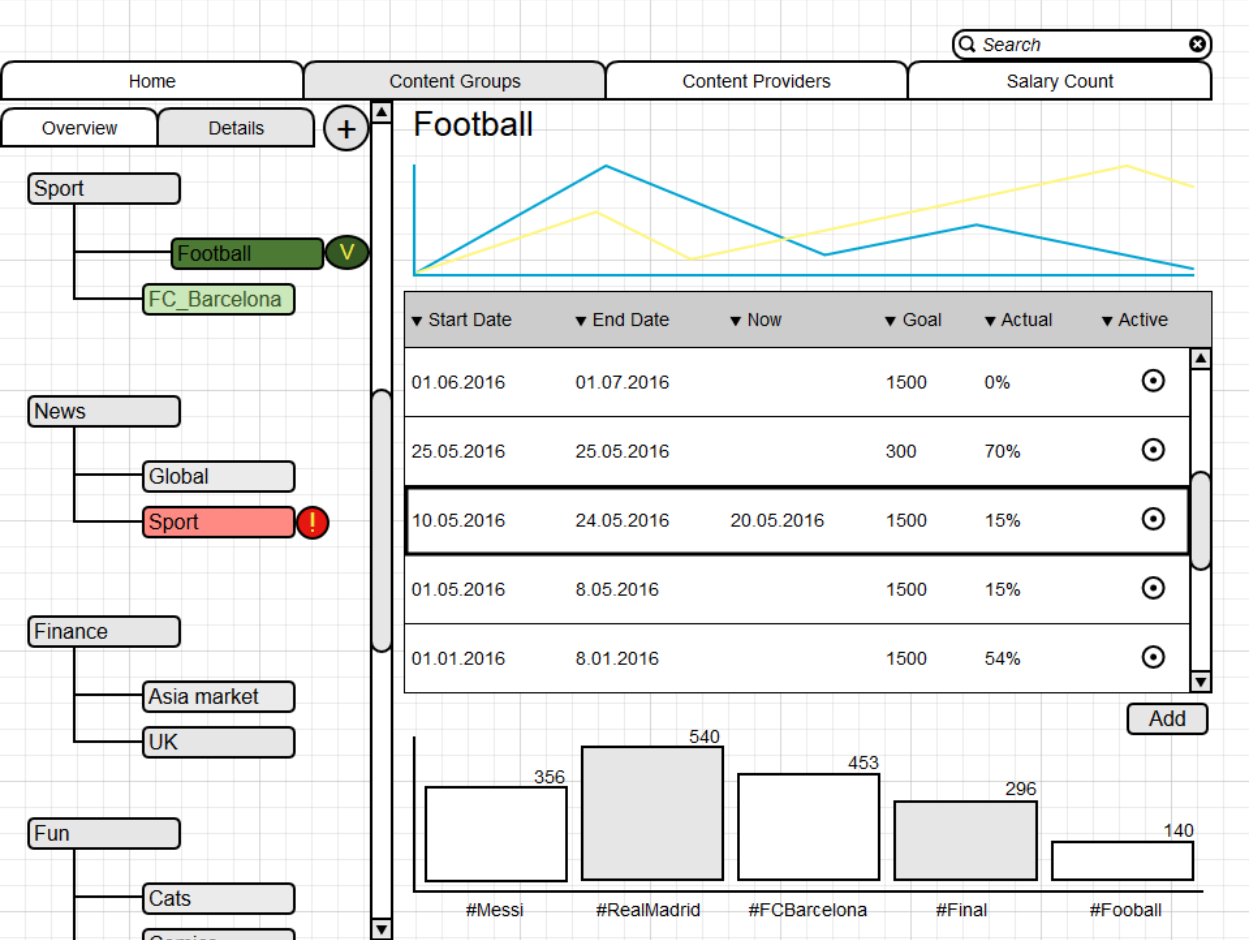 Search
Home Content Groups Content Providers Salary Count
Overview Details +
Football
Sport
Football V
FC_Barcelona
News
Global
Sport !
Finance
Asia market
UK
Fun
Cats
▼ Start Date ▼ End Date ▼ Now ▼ Goal ▼ Actual ▼ Active
01.06.2016 01.07.2016 1500 0%
25.05.2016 25.05.2016 300 70%
10.05.2016 24.05.2016 20.05.2016 1500 15%
01.05.2016 8.05.2016 1500 15%
01.01.2016 8.01.2016 1500 54%
Add
356 540 453 296 140
#Messi #RealMadrid #FCBarcelona #Final #Fooball